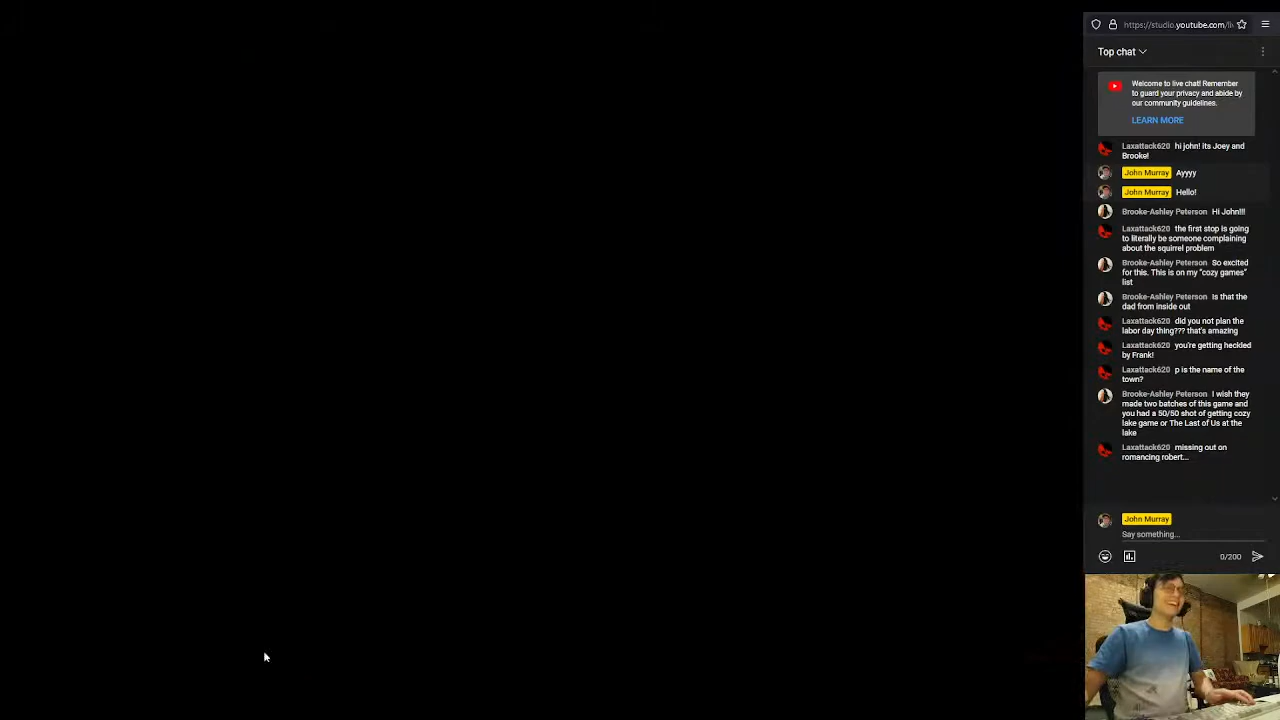 https://studio.youtube.com/li
Top chat
Welcome to live chat! Remember
to guard your privacy and abide by
our community guidelines.
LEARN MORE
Laxattack620 hi john! its Joey and
Brooke!
John Murray Ayyyy
John Murray Hello!
Brooke-Ashley Peterson Hi John!!!
Laxattack620 the first stop is going
to literally be someone complaining
about the squirrel problem
Brooke-Ashley Peterson So excited
for this. This is on my "cozy games"
list
Brooke-Ashley Peterson Is that the
dad from inside out
Laxattack620 did you not plan the
labor day thing??? that's amazing
Laxattack620 you're getting heckled
by Frank!
Laxattack620 p is the name of the
town?
Brooke-Ashley Peterson I wish they
made two batches of this game and
you had a 50/50 shot of getting cozy
lake game or The Last of Us at the
lake
Laxattack620 missing out on
romancing robert...
John Murray
Say something...
0/200